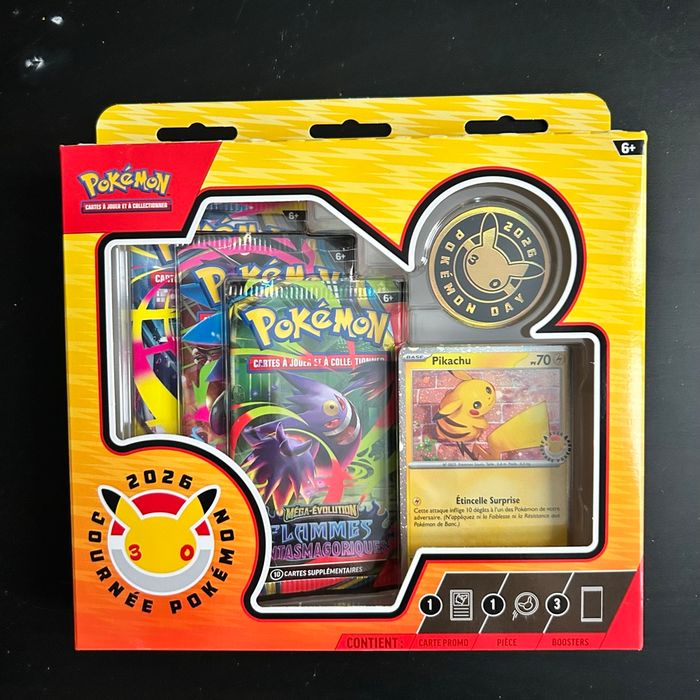 6+
POKÉMON
CARTES À JOUER ET À COLLECTIONNER
6+
6+
CART
2026
POKÉMON DAY
6+
POKÉMON
CARTES À JOUER ET À COLLECTIONNER
BASE
Pikachu
PV70
MÉGA-ÉVOLUTION
FLAMMES
NTASMAGORIQUES
10 CARTES SUPPLÉMENTAIRES
Étincelle Surprise
Cette attaque inflige 10 dégâts à l'un des Pokémon de votre
adversaire. (N'appliquez ni la Faiblesse ni la Résistance aux
Pokémon de Banc.)
2026
30
JOURNÉE POKÉMON
1
1
3
CONTIENT :
CARTE PROMO
PIÈCE
BOOSTERS